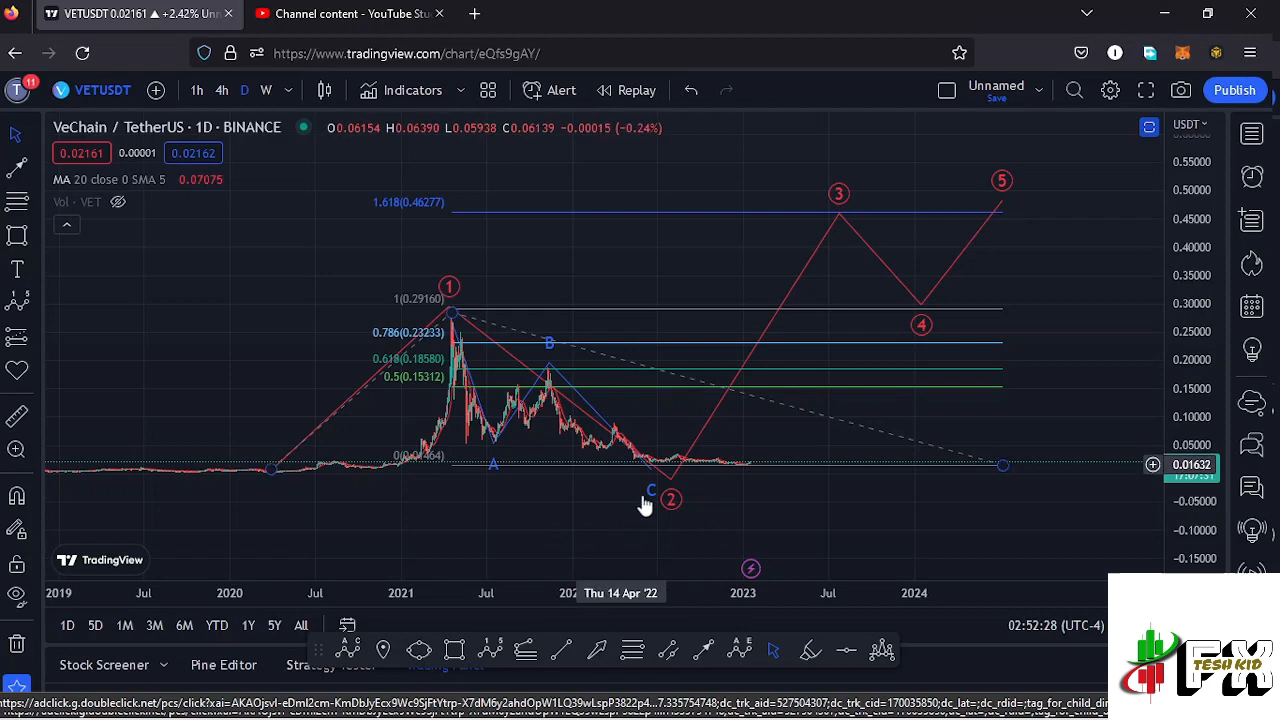 VETUSDT 0.02161 ▲ +2.42% Unn
Channel content - YouTube Stu
https://www.tradingview.com/chart/eQfs9gAY/
T 11 VETUSDT 1h 4h D W Indicators Alert Replay Unnamed Save Publish
VeChain / TetherUS · 1D · BINANCE O0.06154 H0.06390 L0.05938 C0.06139 -0.00015 (-0.24%) USDT
0.02161 0.00001 0.02162
MA 20 close 0 SMA 5 0.07075
Vol · VET
0.55000
0.50000
0.45000
0.40000
0.35000
0.30000
0.25000
0.20000
0.15000
0.10000
0.05000
0.01632
-0.05000
-0.10000
-0.15000
1.618(0.46277)
1(0.29160)
0.786(0.23233)
0.618(0.18580)
0.5(0.15312)
1
3
5
B
4
A
C
2
TradingView
2019 Jul 2020 Jul 2021 Jul Thu 14 Apr '22 Jul 2023 Jul 2024
1D 5D 1M 3M 6M YTD 1Y 5Y All 02:52:28 (UTC-4)
Stock Screener Pine Editor
FX
TESH KID